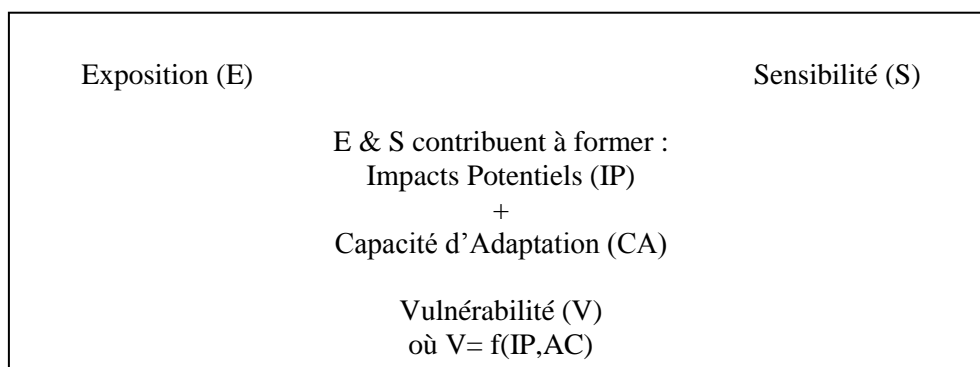 Exposition (E) Sensibilité (S)
E & S contribuent à former :
Impacts Potentiels (IP)
+
Capacité d’Adaptation (CA)
Vulnérabilité (V)
où V= f(IP,AC)